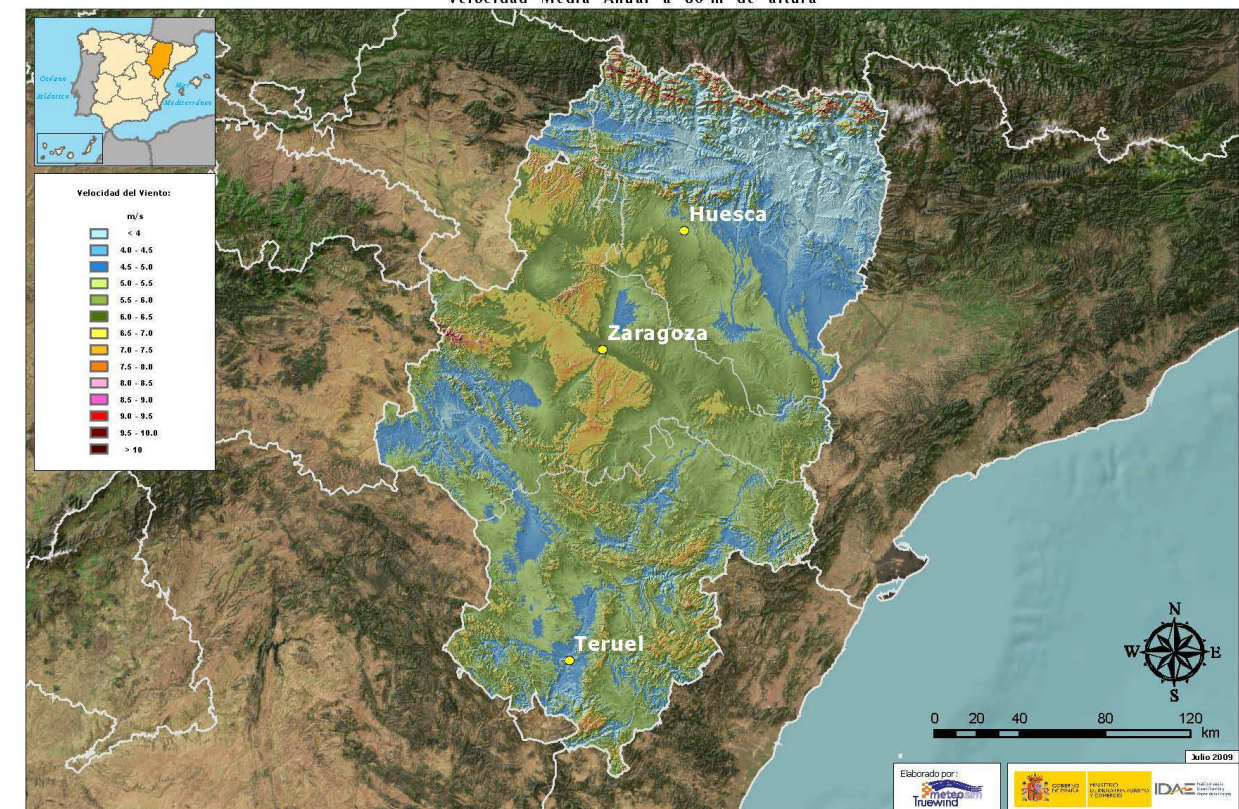 Velocidad Media Anual a 80 m de altura
Océano
Atlántico
Mar
Mediterráneo
Velocidad del Viento:
m/s
< 4
4.0 - 4.5
4.5 - 5.0
5.0 - 5.5
5.5 - 6.0
6.0 - 6.5
6.5 - 7.0
7.0 - 7.5
7.5 - 8.0
8.0 - 8.5
8.5 - 9.0
9.0 - 9.5
9.5 - 10.0
> 10
Huesca
Zaragoza
Teruel
N
W E
S
0 20 40 80 120
km
Julio 2009
Elaborado por:
meteosim
Truewind
GOBIERNO
DE ESPAÑA
MINISTERIO
DE INDUSTRIA, TURISMO
Y COMERCIO
IDAE